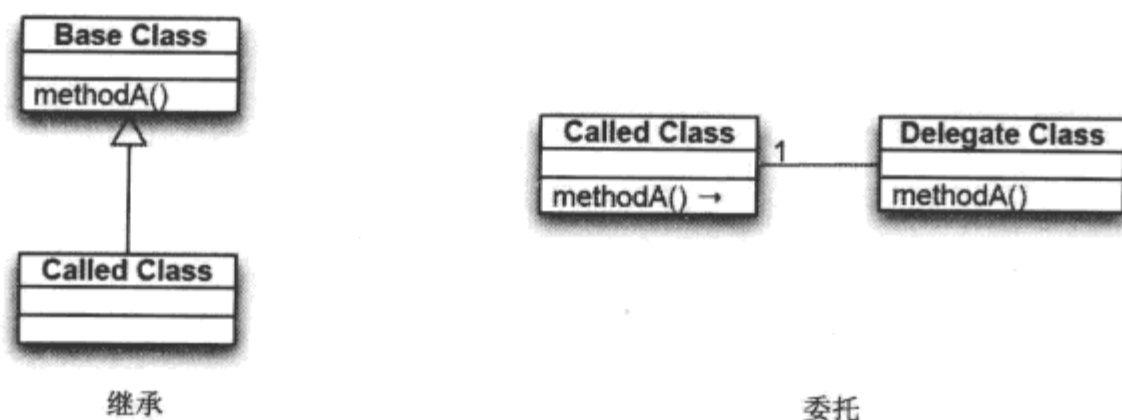 Base Class
methodA()
Called Class
继承
Called Class
methodA() →
1
Delegate Class
methodA()
委托